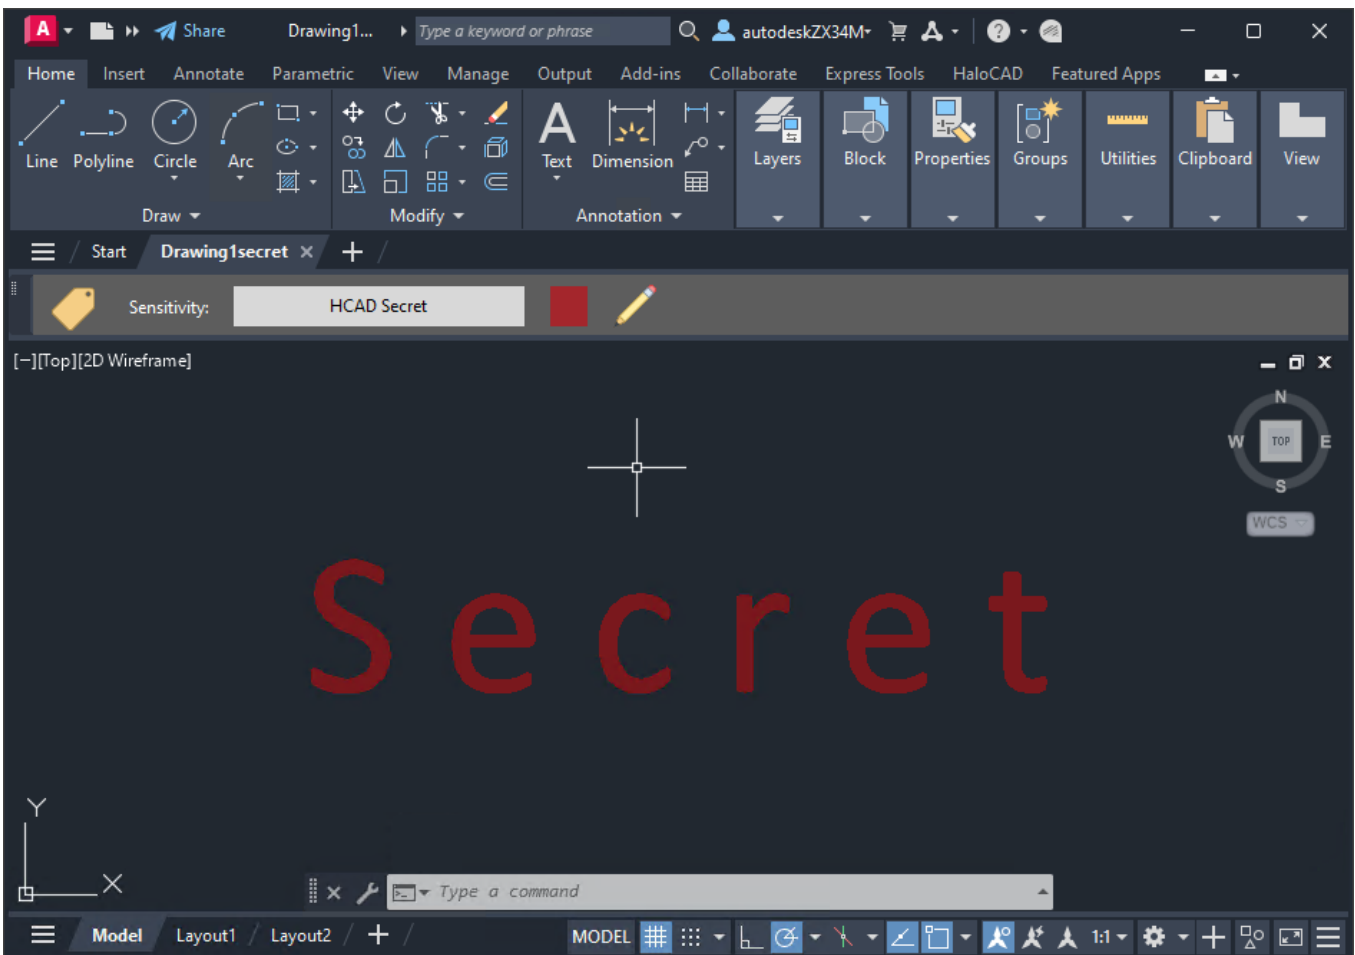 A Share Drawing1... Type a keyword or phrase autodeskZX34M
Home Insert Annotate Parametric View Manage Output Add-ins Collaborate Express Tools HaloCAD Featured Apps
Line Polyline Circle Arc A Text Dimension Layers Block Properties Groups Utilities Clipboard View
Draw Modify Annotation
Start Drawing1secret
Sensitivity: HCAD Secret
[−][Top][2D Wireframe]
N
W TOP E
S
WCS
Secret
Y
X
Type a command
Model Layout1 Layout2 MODEL 1:1